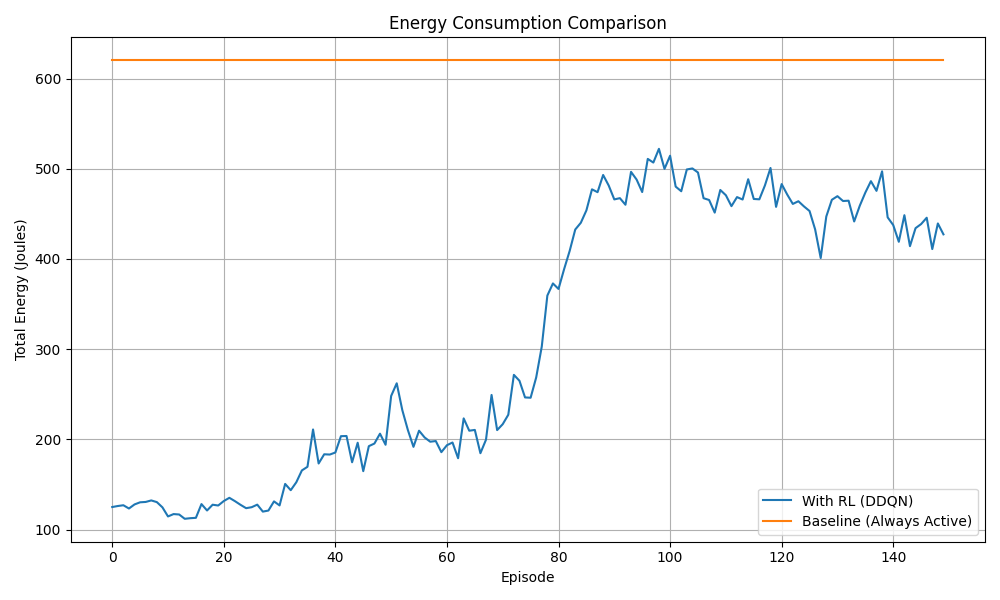 Energy Consumption Comparison
Total Energy (Joules)
600
500
400
300
200
100
0 20 40 60 80 100 120 140
Episode
With RL (DDQN)
Baseline (Always Active)